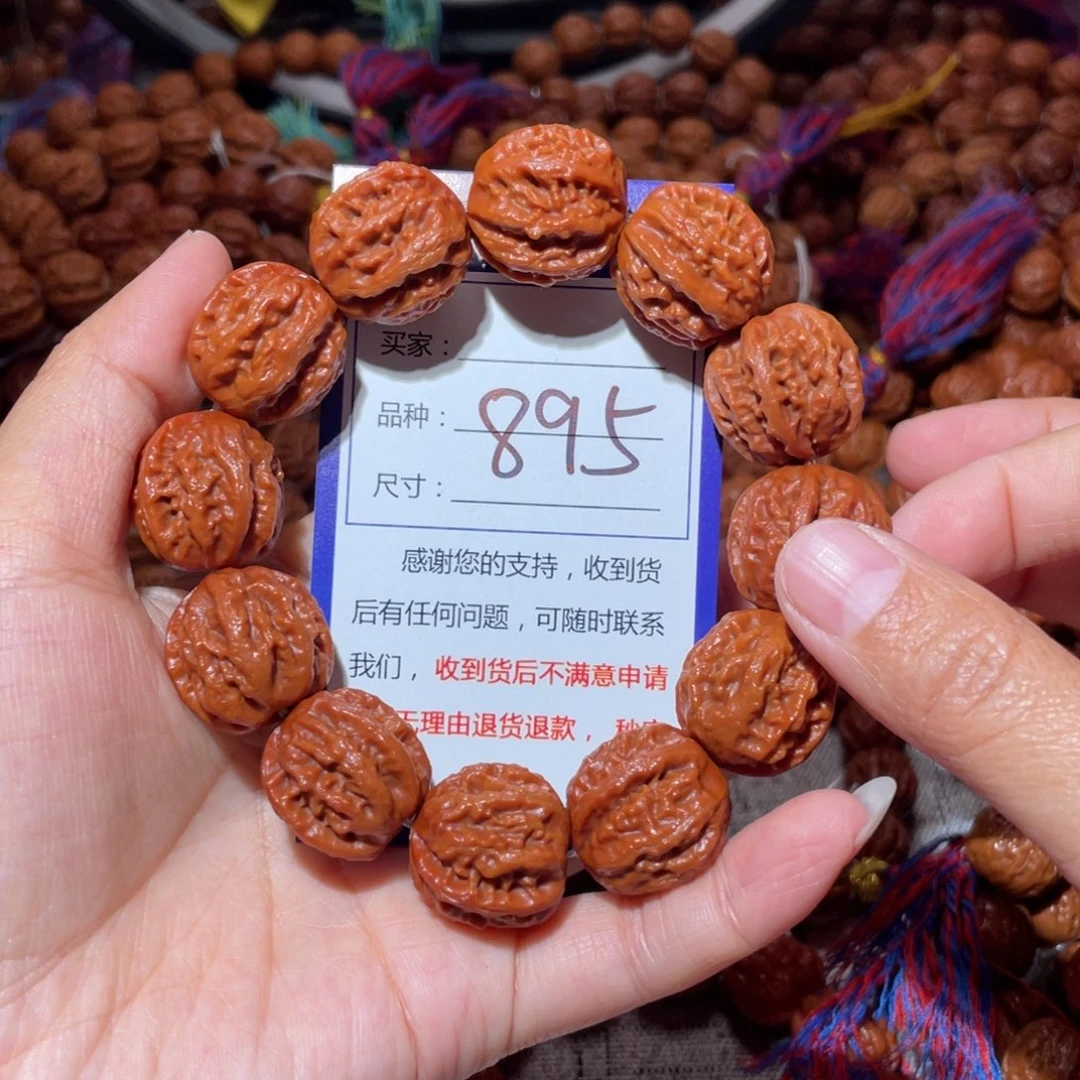 买家：
品种：895
尺寸：
感谢您的支持，收到货
后有任何问题，可随时联系
我们，收到货后不满意申请
无理由退货退款，